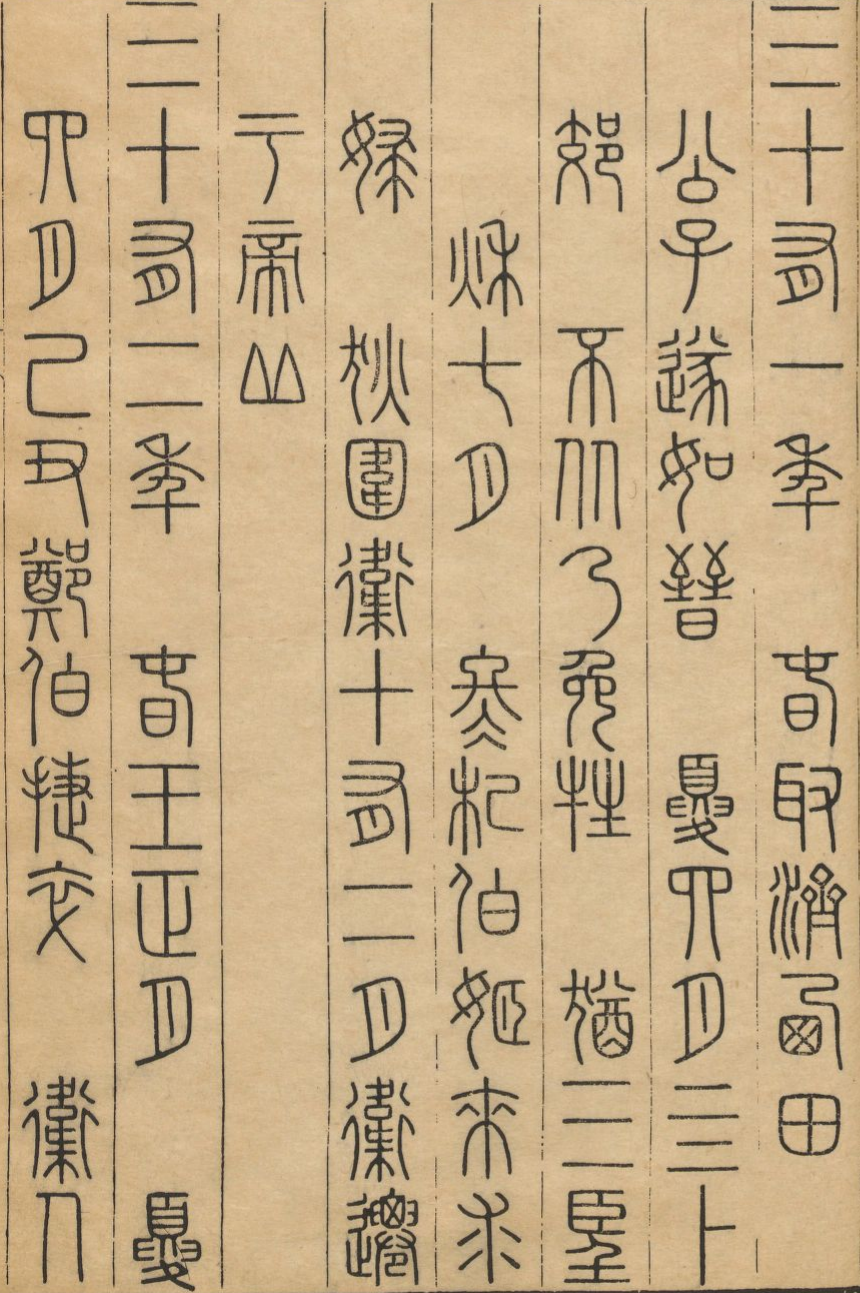 三十有一年 春取濟西田
公子遂如晉 夏四月四卜
郊 不从乃免牲 猶三望
秋七月 冬杞伯姬來求
婦 狄圍衛十有二月衛遷
于帝丘
三十有二年 春王正月 夏
四月己丑鄭伯捷卒 衛人